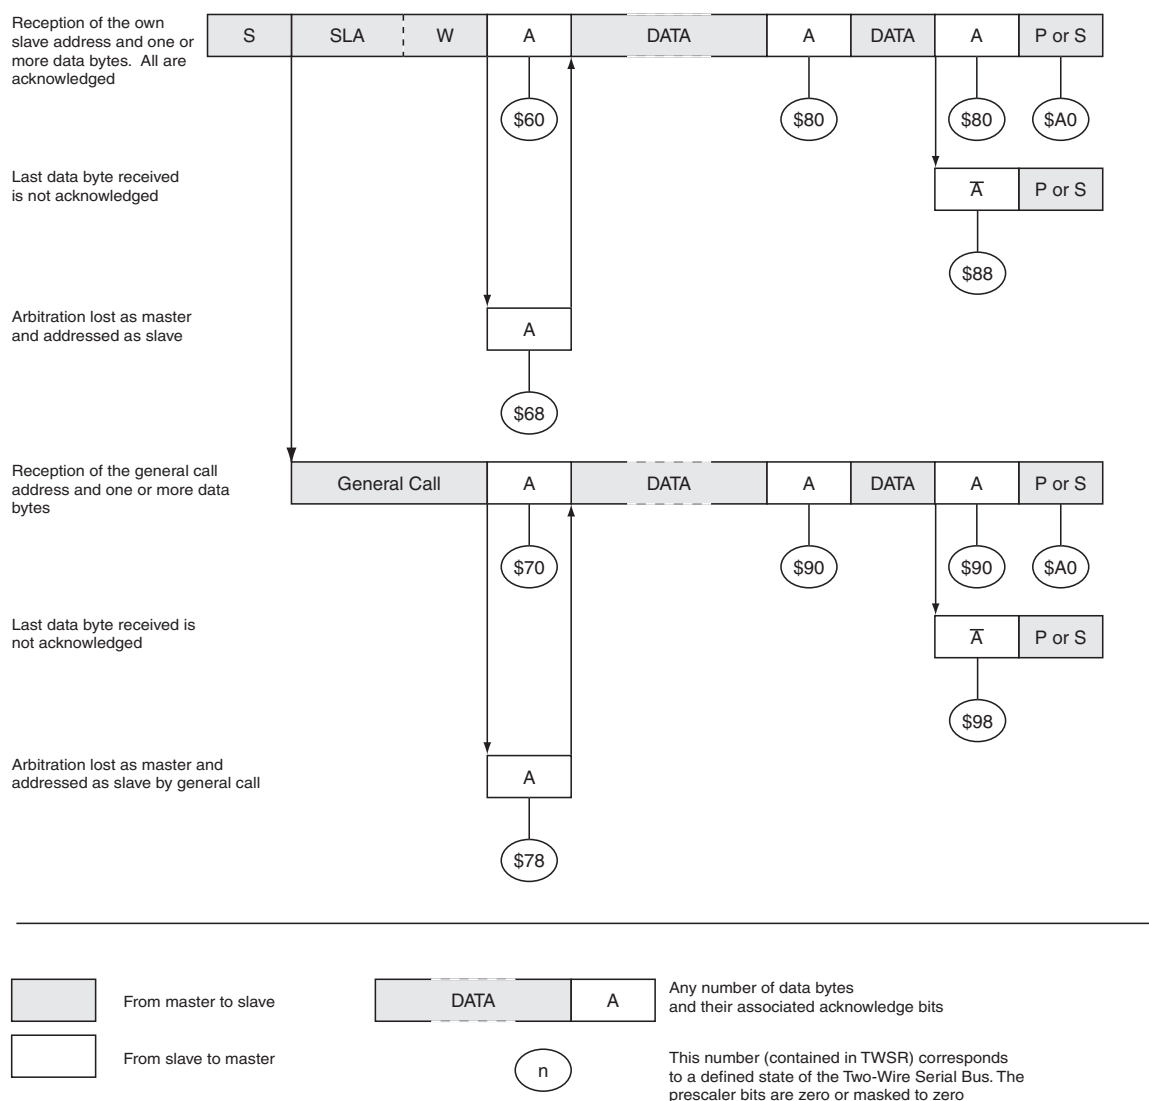 Reception of the own
slave address and one or
more data bytes.  All are
acknowledged
S SLA W A DATA A DATA A P or S
$60 $80 $80 $A0
Last data byte received
is not acknowledged
A̅ P or S
$88
Arbitration lost as master
and addressed as slave
A
$68
Reception of the general call
address and one or more data
bytes
General Call A DATA A DATA A P or S
$70 $90 $90 $A0
Last data byte received is
not acknowledged
A̅ P or S
$98
Arbitration lost as master and
addressed as slave by general call
A
$78
From master to slave
DATA A
Any number of data bytes
and their associated acknowledge bits
From slave to master
n
This number (contained in TWSR) corresponds
to a defined state of the Two-Wire Serial Bus. The
prescaler bits are zero or masked to zero